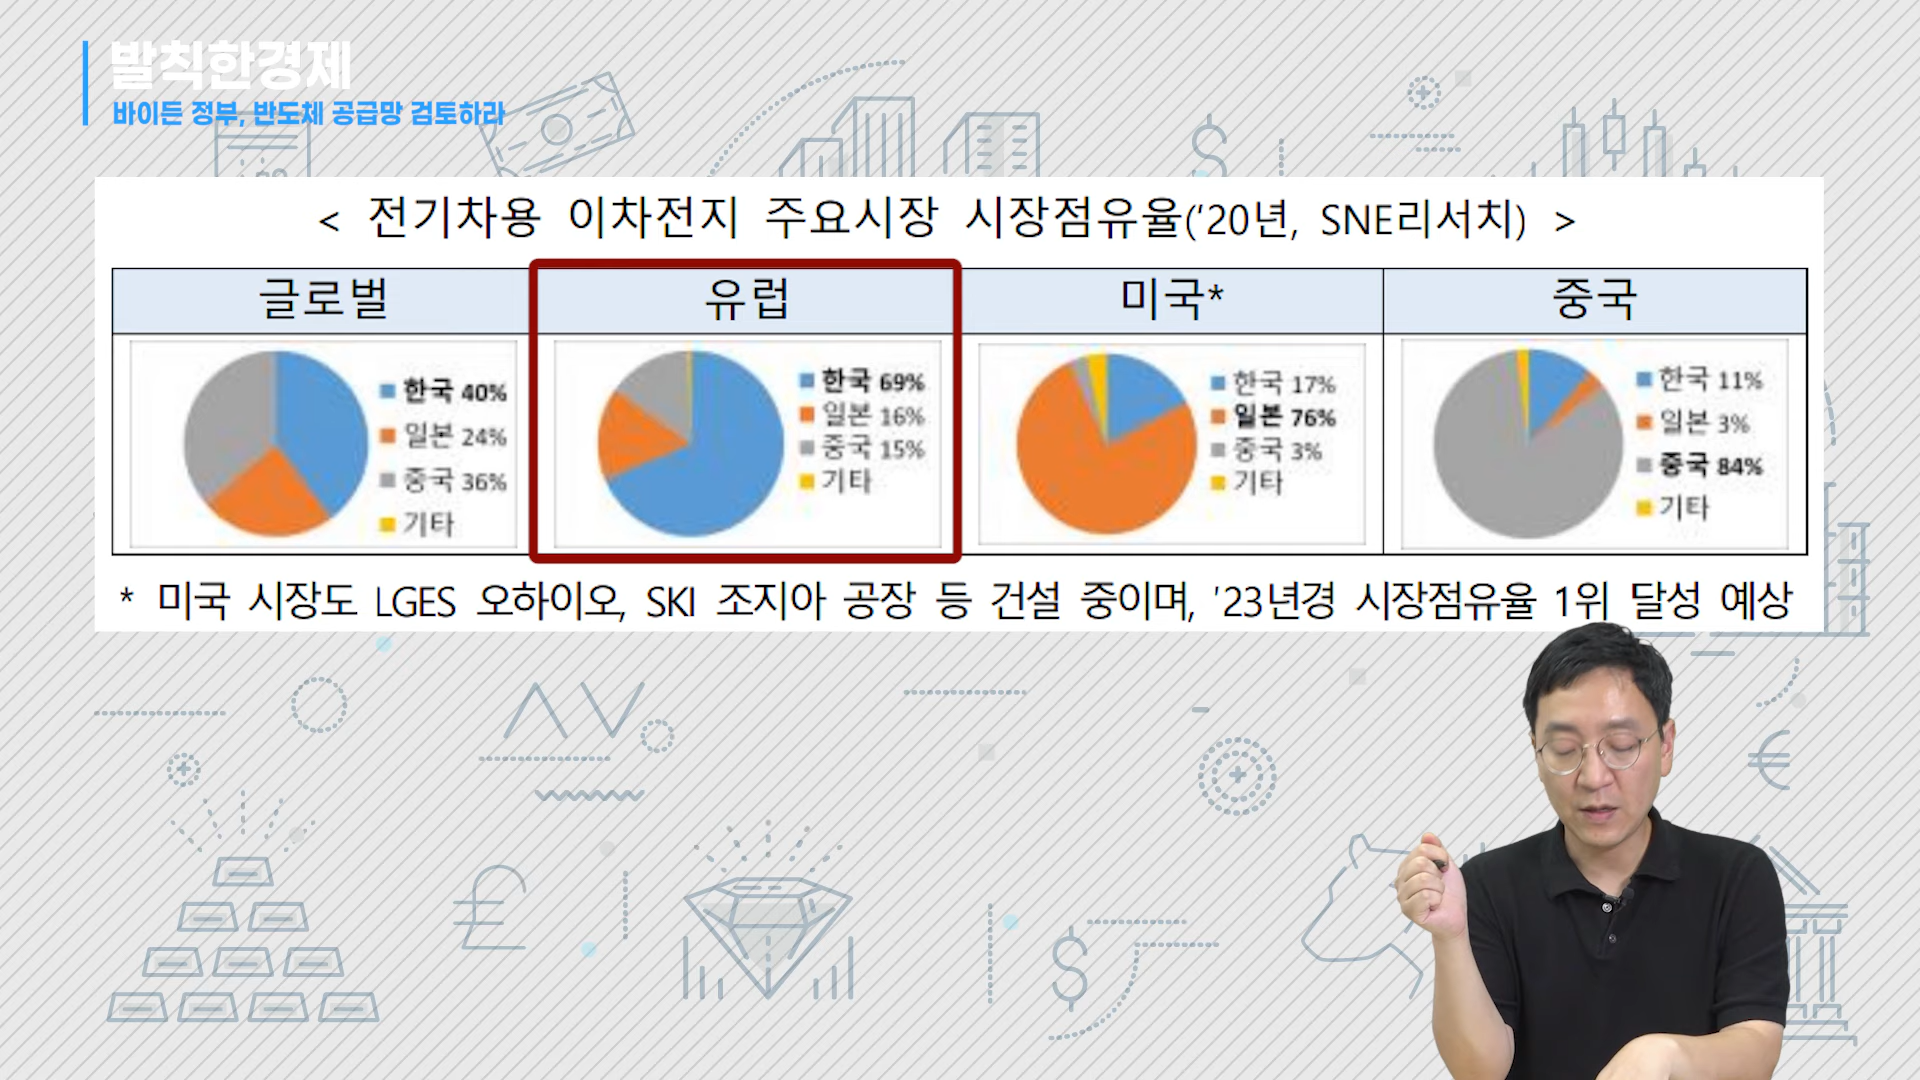 발칙한경제
바이든 정부, 반도체 공급망 검토하라
< 전기차용 이차전지 주요시장 시장점유율('20년, SNE리서치) >
글로벌 유럽 미국* 중국
한국 40%
일본 24%
중국 36%
기타
한국 69%
일본 16%
중국 15%
기타
한국 17%
일본 76%
중국 3%
기타
한국 11%
일본 3%
중국 84%
기타
* 미국 시장도 LGES 오하이오, SKI 조지아 공장 등 건설 중이며, '23년경 시장점유율 1위 달성 예상